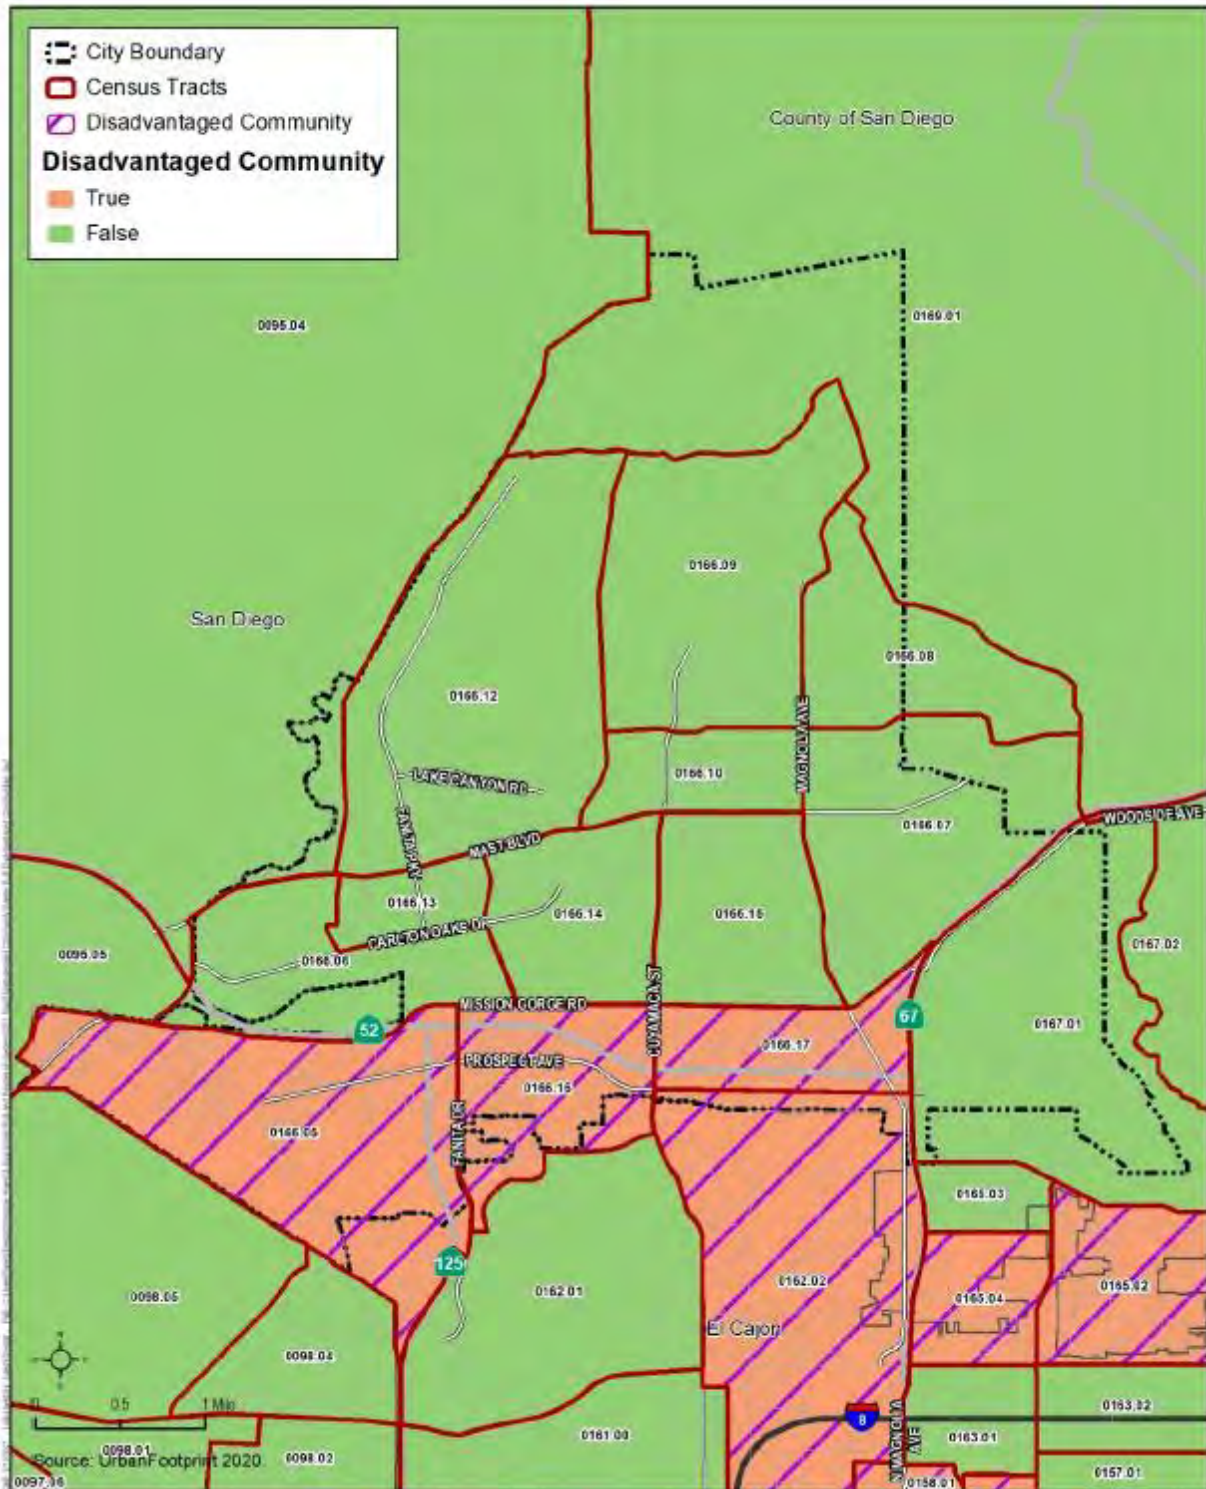 City Boundary
Census Tracts
Disadvantaged Community
Disadvantaged Community
True
False
County of San Diego
0095.04
0169.01
0166.09
San Diego
0166.08
0166.12
0166.10
MAGNOLIA AVE
LAKE CANYON RD
FANITA PKY
0166.07
WOODSIDE AVE
MAST BLVD
0166.13
0166.14
0166.15
CARLTON OAKS DR
0167.02
0095.05
0166.06
CUYAMACA ST
MISSION GORGE RD
52
67
0167.01
0166.17
PROSPECT AVE
0166.16
0166.05
FANITA DR
0165.03
125
0162.02
0165.02
0165.04
0162.01
0098.05
El Cajon
0098.04
0 0.5 1 Mile
0163.02
8
N MAGNOLIA AVE
0163.01
0161.00
0098.01
0098.02
Source: UrbanFootprint 2020
0157.01
0097.06
0158.01